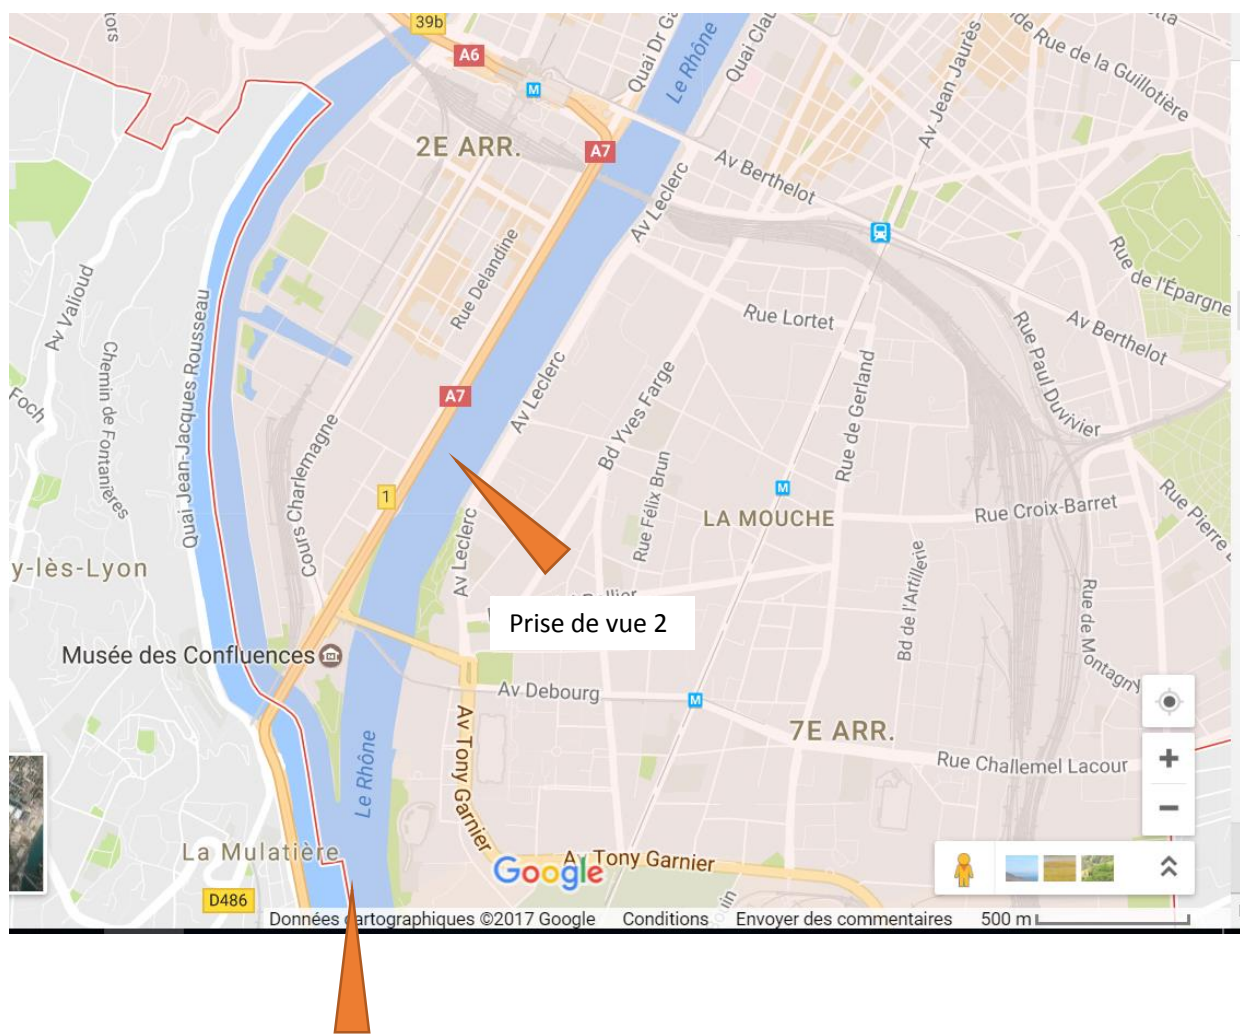 tors
39b
A6
Quai Dr Ga
Le Rhône
Quai Clau
Av Jean Jaurès
de Rue de la Guillotière
M
2E ARR.
A7
Av Berthelot
Av Leclerc
Rue Delandine
Rue Lortet
Rue de l'Épargne
Av Berthelot
Av Valioud
Foch
Chemin de Fontanières
Quai Jean-Jacques Rousseau
A7
Av Leclerc
Bd Yves Farge
Rue de Gerland
Rue Paul Duvivier
Cours Charlemagne
1
Rue Félix Brun
M
LA MOUCHE
Rue Croix-Barret
Rue Pierre
y-lès-Lyon
Av Leclerc
Bd de l'Artillerie
Rue de Montagny
Prise de vue 2
Musée des Confluences
Av Debourg
M
7E ARR.
Rue Challemel Lacour
Le Rhône
Av Tony Garnier
La Mulatière
Google
Av Tony Garnier
D486
Données cartographiques ©2017 Google Conditions Envoyer des commentaires 500 m